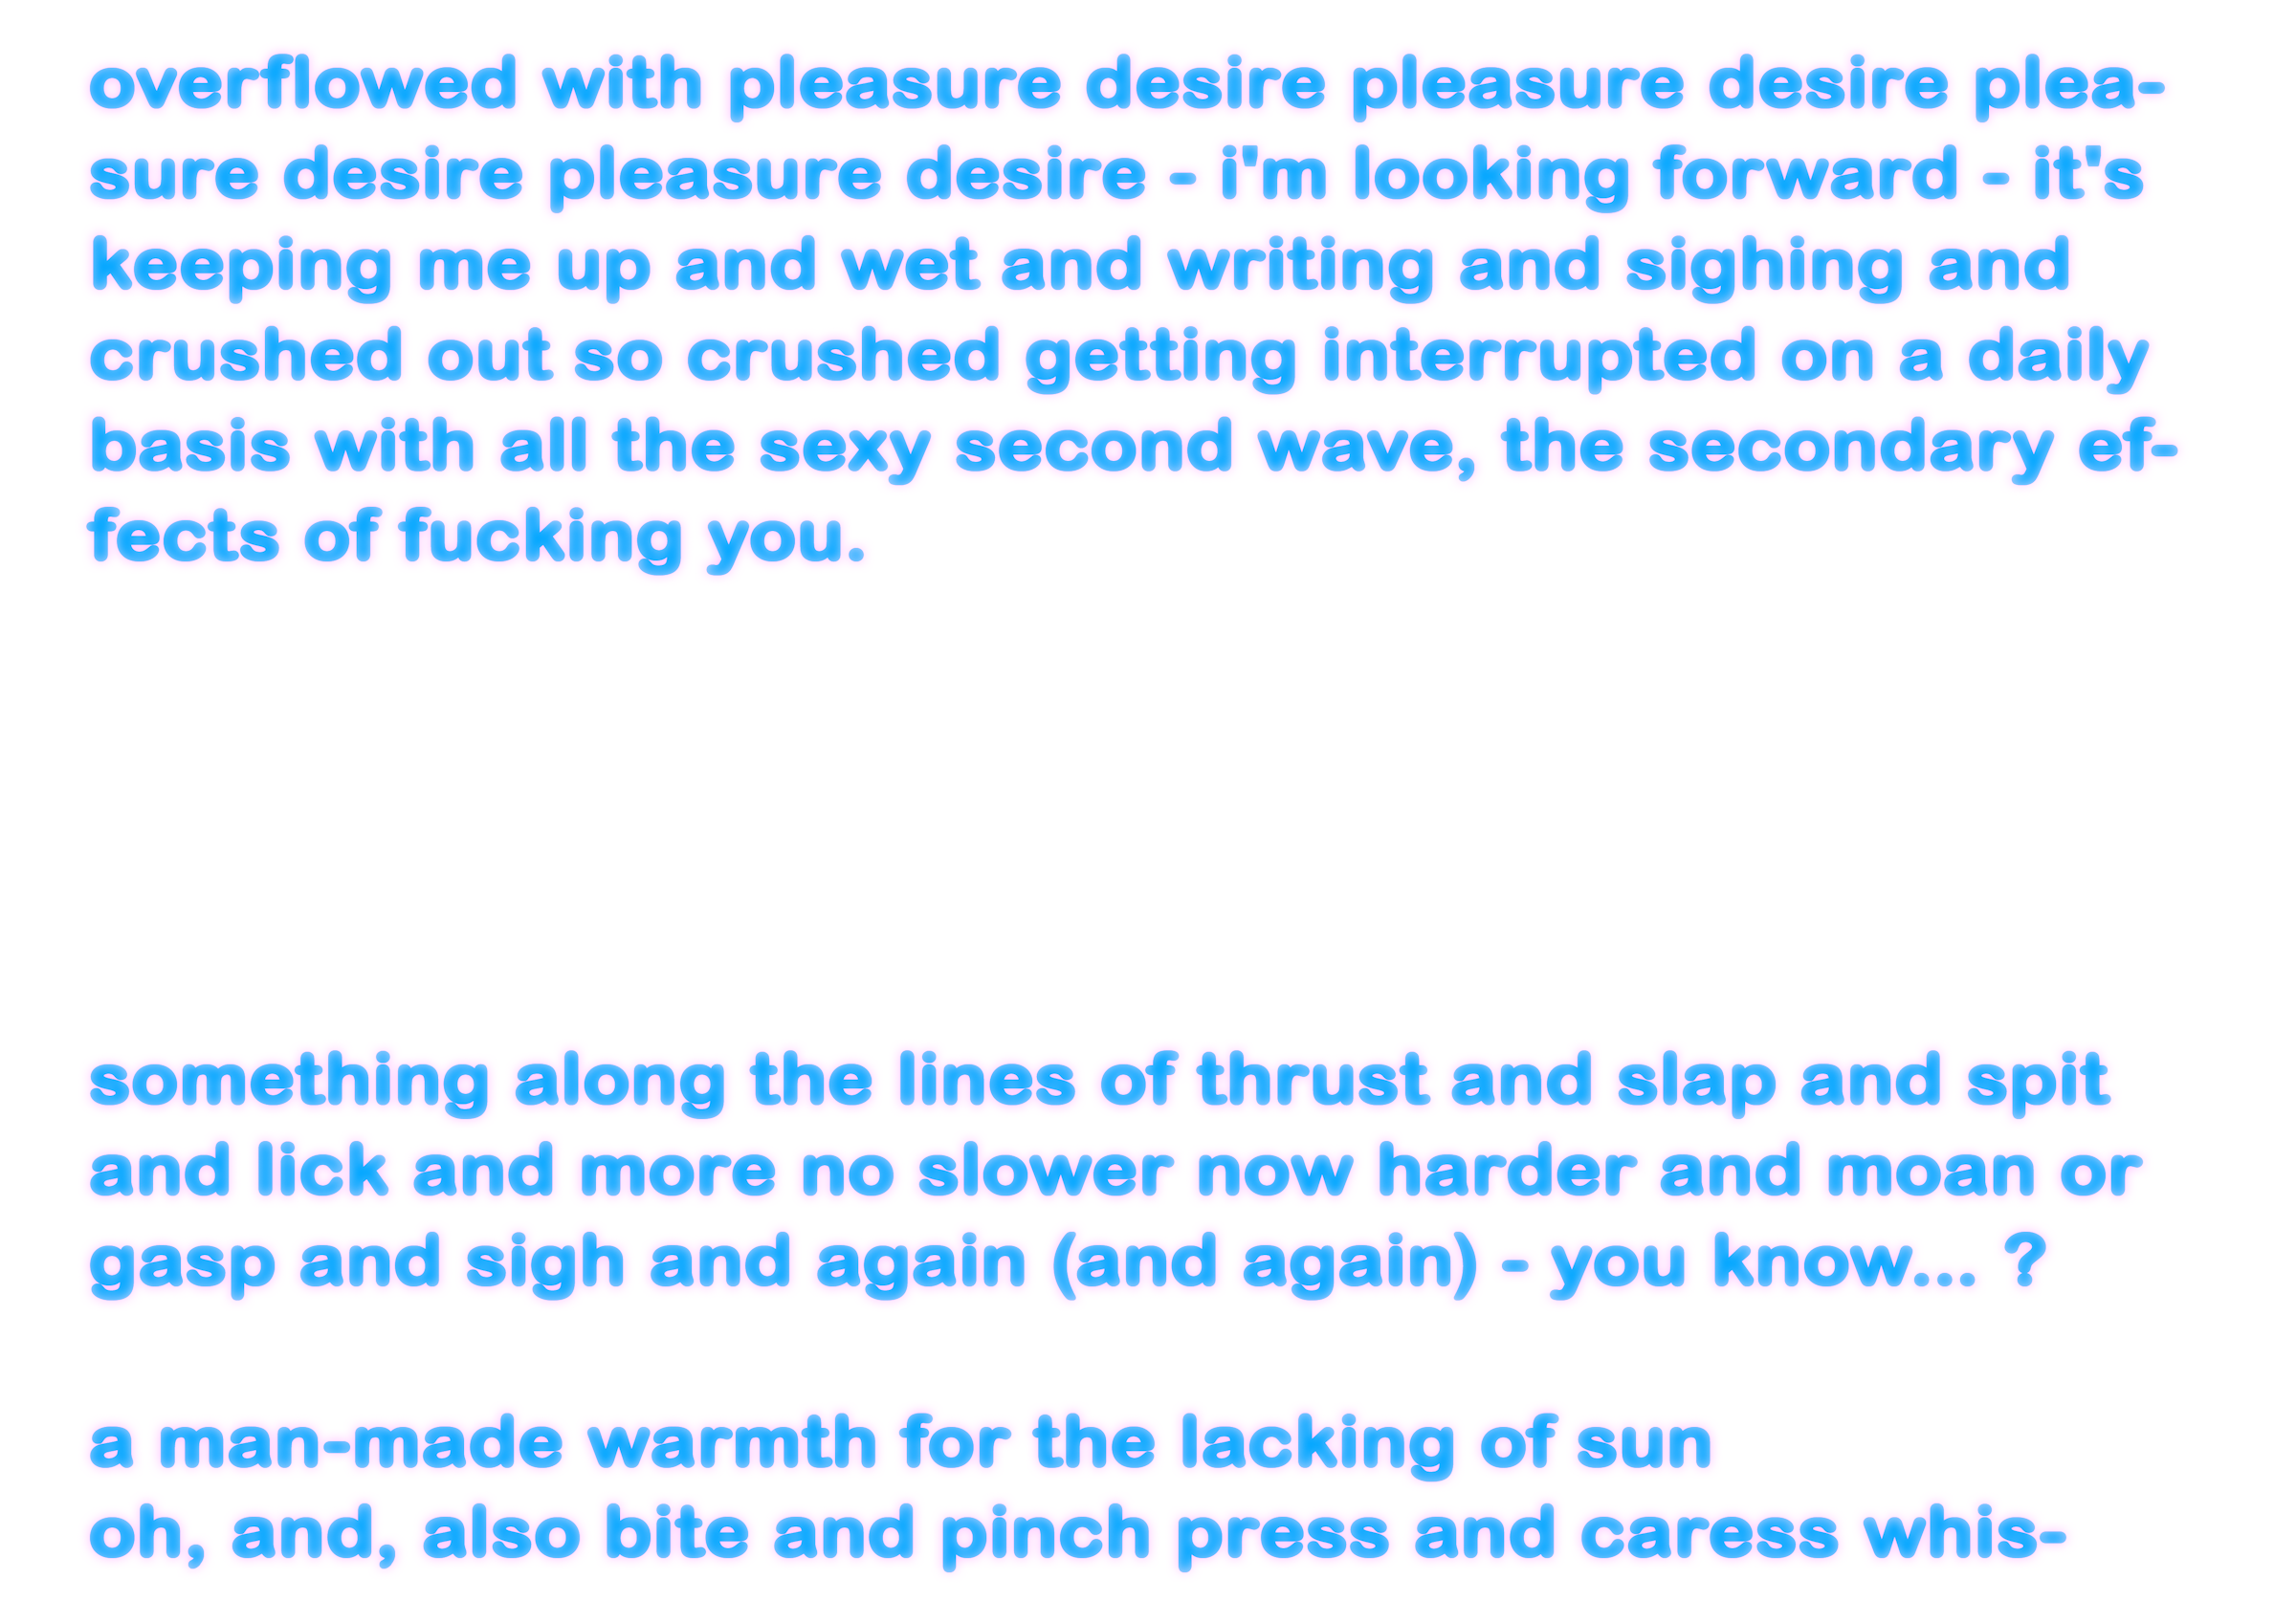 overflowed with pleasure desire pleasure desire plea-
sure desire pleasure desire - i'm looking forward - it's
keeping me up and wet and writing and sighing and
crushed out so crushed getting interrupted on a daily
basis with all the sexy second wave, the secondary ef-
fects of fucking you.
something along the lines of thrust and slap and spit
and lick and more no slower now harder and moan or
gasp and sigh and again (and again) - you know... ?
a man-made warmth for the lacking of sun
oh, and, also bite and pinch press and caress whis-